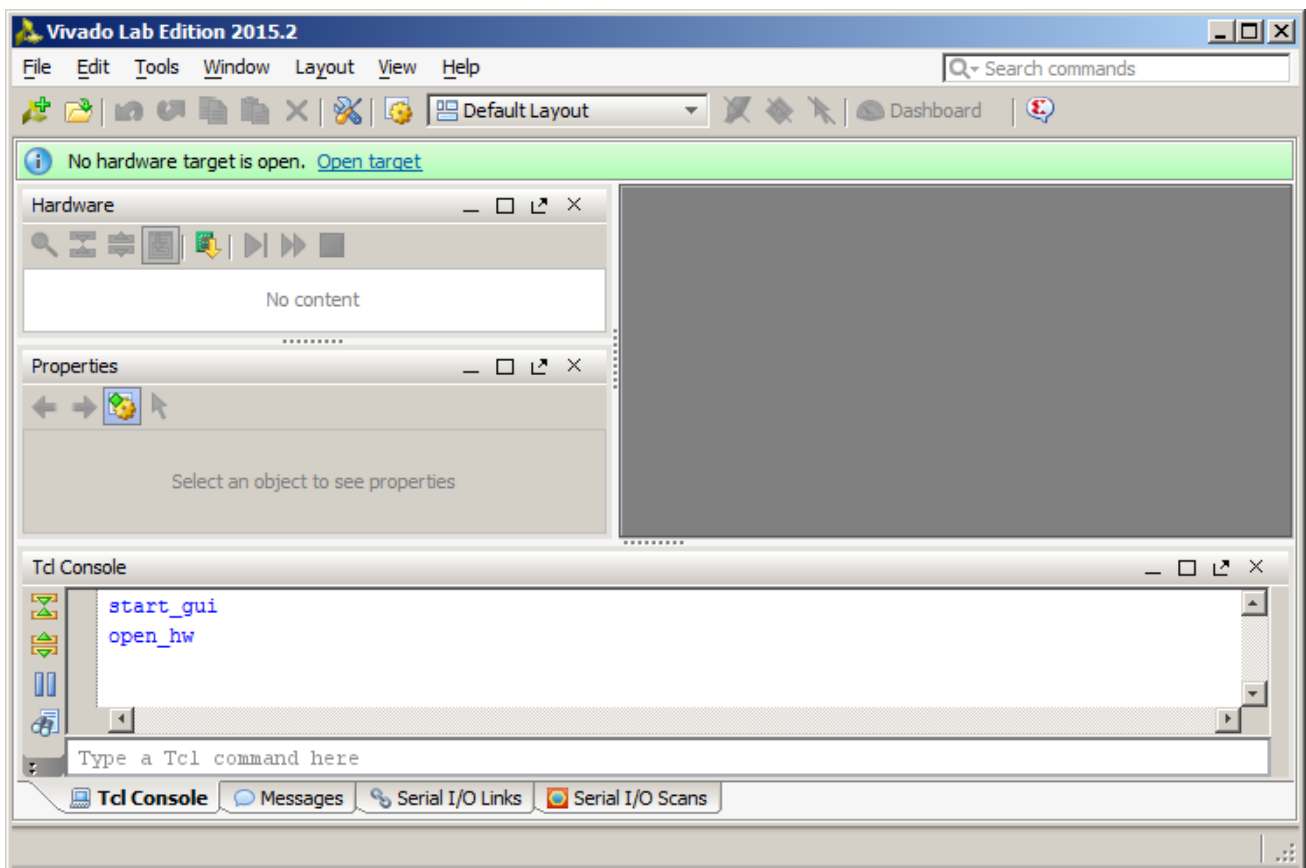 Vivado Lab Edition 2015.2
File Edit Tools Window Layout View Help
Search commands
Default Layout
Dashboard
No hardware target is open. Open target
Hardware
No content
Properties
Select an object to see properties
Tcl Console
start_gui
open_hw
Type a Tcl command here
Tcl Console Messages Serial I/O Links Serial I/O Scans